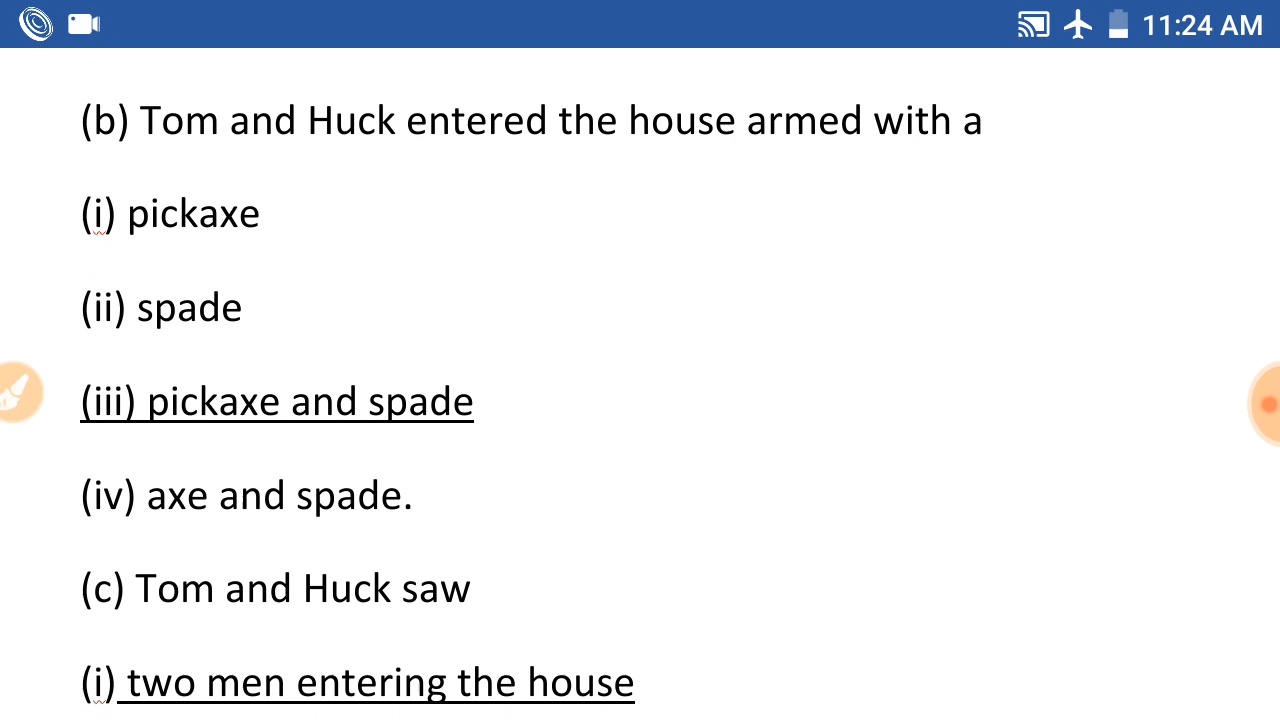 11:24 AM
(b) Tom and Huck entered the house armed with a
(i) pickaxe
(ii) spade
(iii) pickaxe and spade
(iv) axe and spade.
(c) Tom and Huck saw
(i) two men entering the house